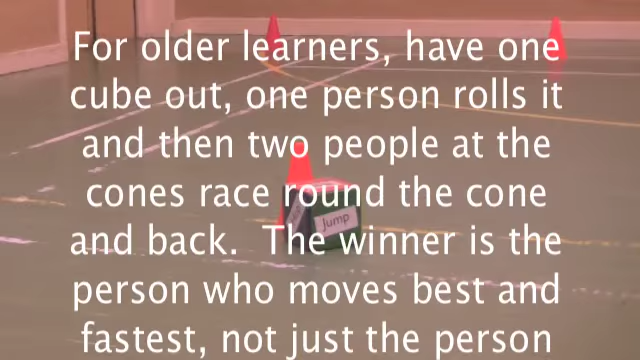 For older learners, have one
cube out, one person rolls it
and then two people at the
cones race round the cone
and back.  The winner is the
person who moves best and
fastest, not just the person
Jump